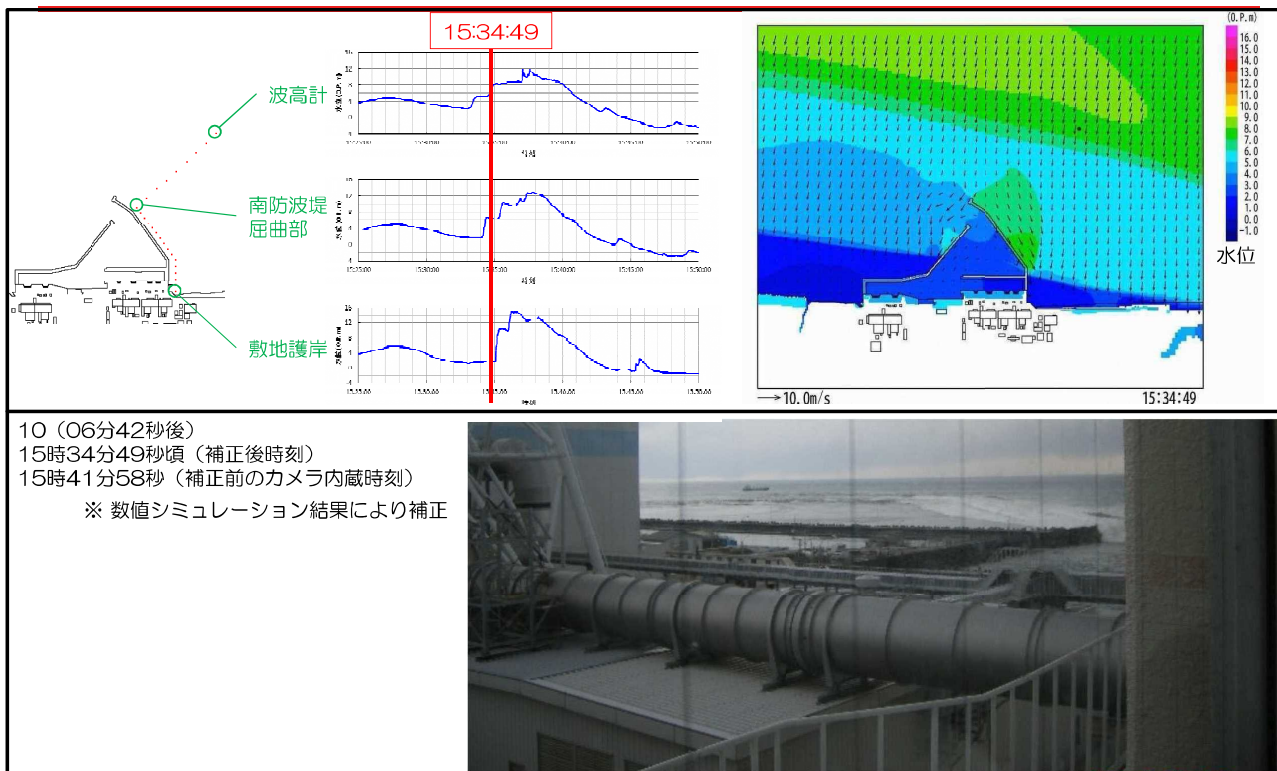 15:34:49
波高計
南防波堤
屈曲部
敷地護岸
(O.P.m)
16.0
15.0
14.0
13.0
12.0
11.0
10.0
9.0
8.0
7.0
6.0
5.0
4.0
3.0
2.0
1.0
0.0
-1.0
水位
10.0m/s
15:34:49
10（06分42秒後）
15時34分49秒頃（補正後時刻）
15時41分58秒（補正前のカメラ内蔵時刻）
※ 数値シミュレーション結果により補正